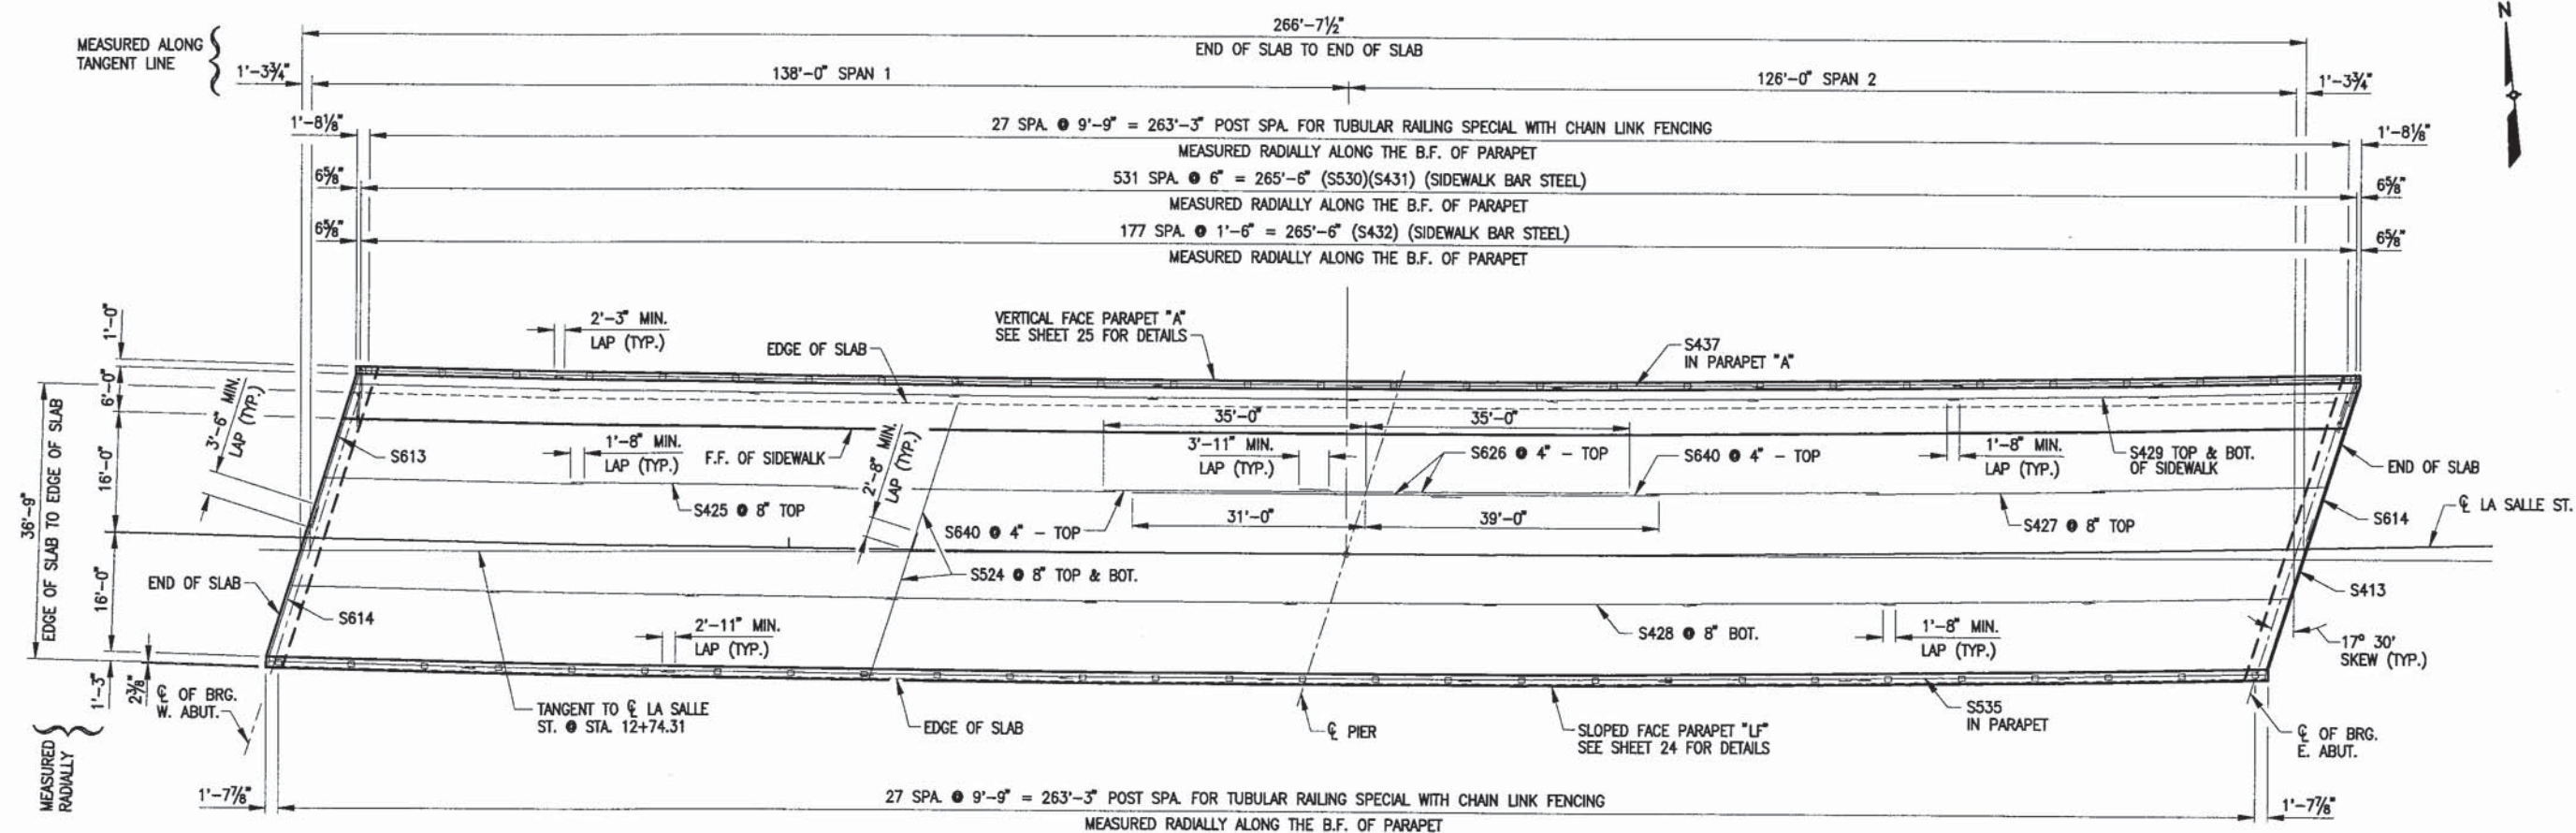 266'-7½"
N
MEASURED ALONG
TANGENT LINE
END OF SLAB TO END OF SLAB
1'-3¾"
138'-0" SPAN 1
126'-0" SPAN 2
1'-3¾"
1'-8⅛"
27 SPA. @ 9'-9" = 263'-3" POST SPA. FOR TUBULAR RAILING SPECIAL WITH CHAIN LINK FENCING
1'-8⅛"
MEASURED RADIALLY ALONG THE B.F. OF PARAPET
6⅝"
531 SPA. @ 6" = 265'-6" (S530)(S431) (SIDEWALK BAR STEEL)
6⅝"
MEASURED RADIALLY ALONG THE B.F. OF PARAPET
6⅝"
177 SPA. @ 1'-6" = 265'-6" (S432) (SIDEWALK BAR STEEL)
6⅝"
MEASURED RADIALLY ALONG THE B.F. OF PARAPET
1'-0"
6'-0"
16'-0"
16'-0"
1'-3"
2⅜"
36'-9"
EDGE OF SLAB TO EDGE OF SLAB
MEASURED
RADIALLY
3'-6" MIN.
LAP (TYP.)
2'-3" MIN.
LAP (TYP.)
EDGE OF SLAB
VERTICAL FACE PARAPET "A"
SEE SHEET 25 FOR DETAILS
S437
IN PARAPET "A"
S613
1'-8" MIN.
LAP (TYP.)
F.F. OF SIDEWALK
2'-8" MIN.
LAP (TYP.)
35'-0"
35'-0"
3'-11" MIN.
LAP (TYP.)
S626 @ 4" - TOP
S640 @ 4" - TOP
1'-8" MIN.
LAP (TYP.)
S429 TOP & BOT.
OF SIDEWALK
END OF SLAB
S425 @ 8" TOP
S640 @ 4" - TOP
31'-0"
39'-0"
S427 @ 8" TOP
S614
℄ LA SALLE ST.
END OF SLAB
S524 @ 8" TOP & BOT.
S413
S614
2'-11" MIN.
LAP (TYP.)
S428 @ 8" BOT.
1'-8" MIN.
LAP (TYP.)
17° 30'
SKEW (TYP.)
℄ OF BRG.
W. ABUT.
TANGENT TO ℄ LA SALLE
ST. @ STA. 12+74.31
EDGE OF SLAB
℄ PIER
SLOPED FACE PARAPET "LF"
SEE SHEET 24 FOR DETAILS
S535
IN PARAPET
℄ OF BRG.
E. ABUT.
1'-7⅞"
27 SPA. @ 9'-9" = 263'-3" POST SPA. FOR TUBULAR RAILING SPECIAL WITH CHAIN LINK FENCING
1'-7⅞"
MEASURED RADIALLY ALONG THE B.F. OF PARAPET